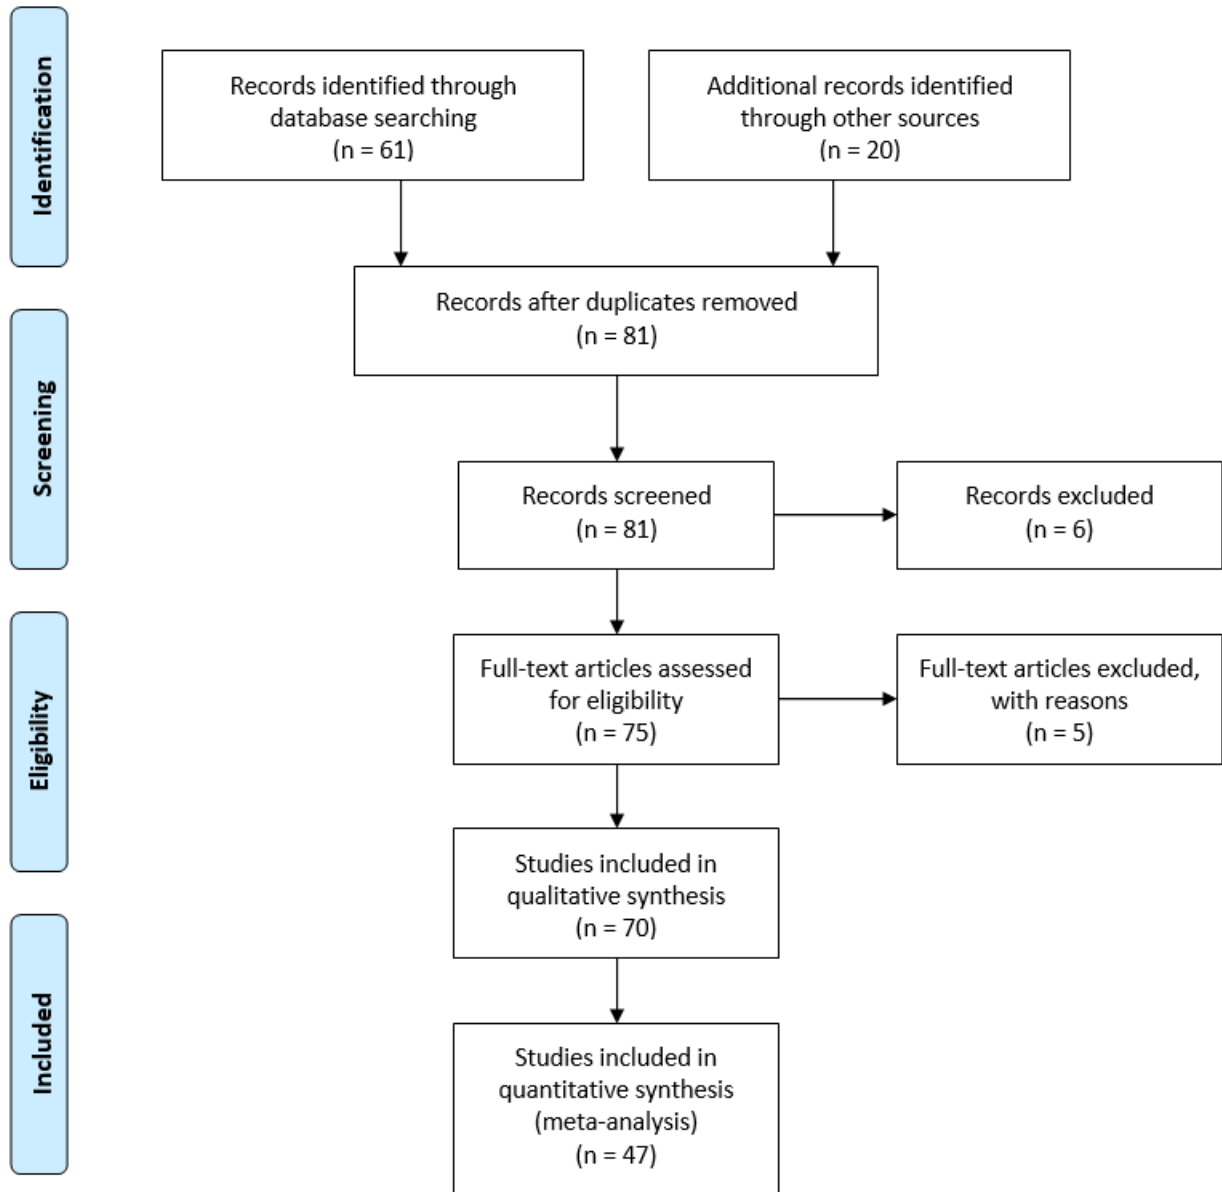 Identification
Records identified through
database searching
(n = 61)
Additional records identified
through other sources
(n = 20)
Records after duplicates removed
(n = 81)
Screening
Records screened
(n = 81)
Records excluded
(n = 6)
Eligibility
Full-text articles assessed
for eligibility
(n = 75)
Full-text articles excluded,
with reasons
(n = 5)
Studies included in
qualitative synthesis
(n = 70)
Included
Studies included in
quantitative synthesis
(meta-analysis)
(n = 47)